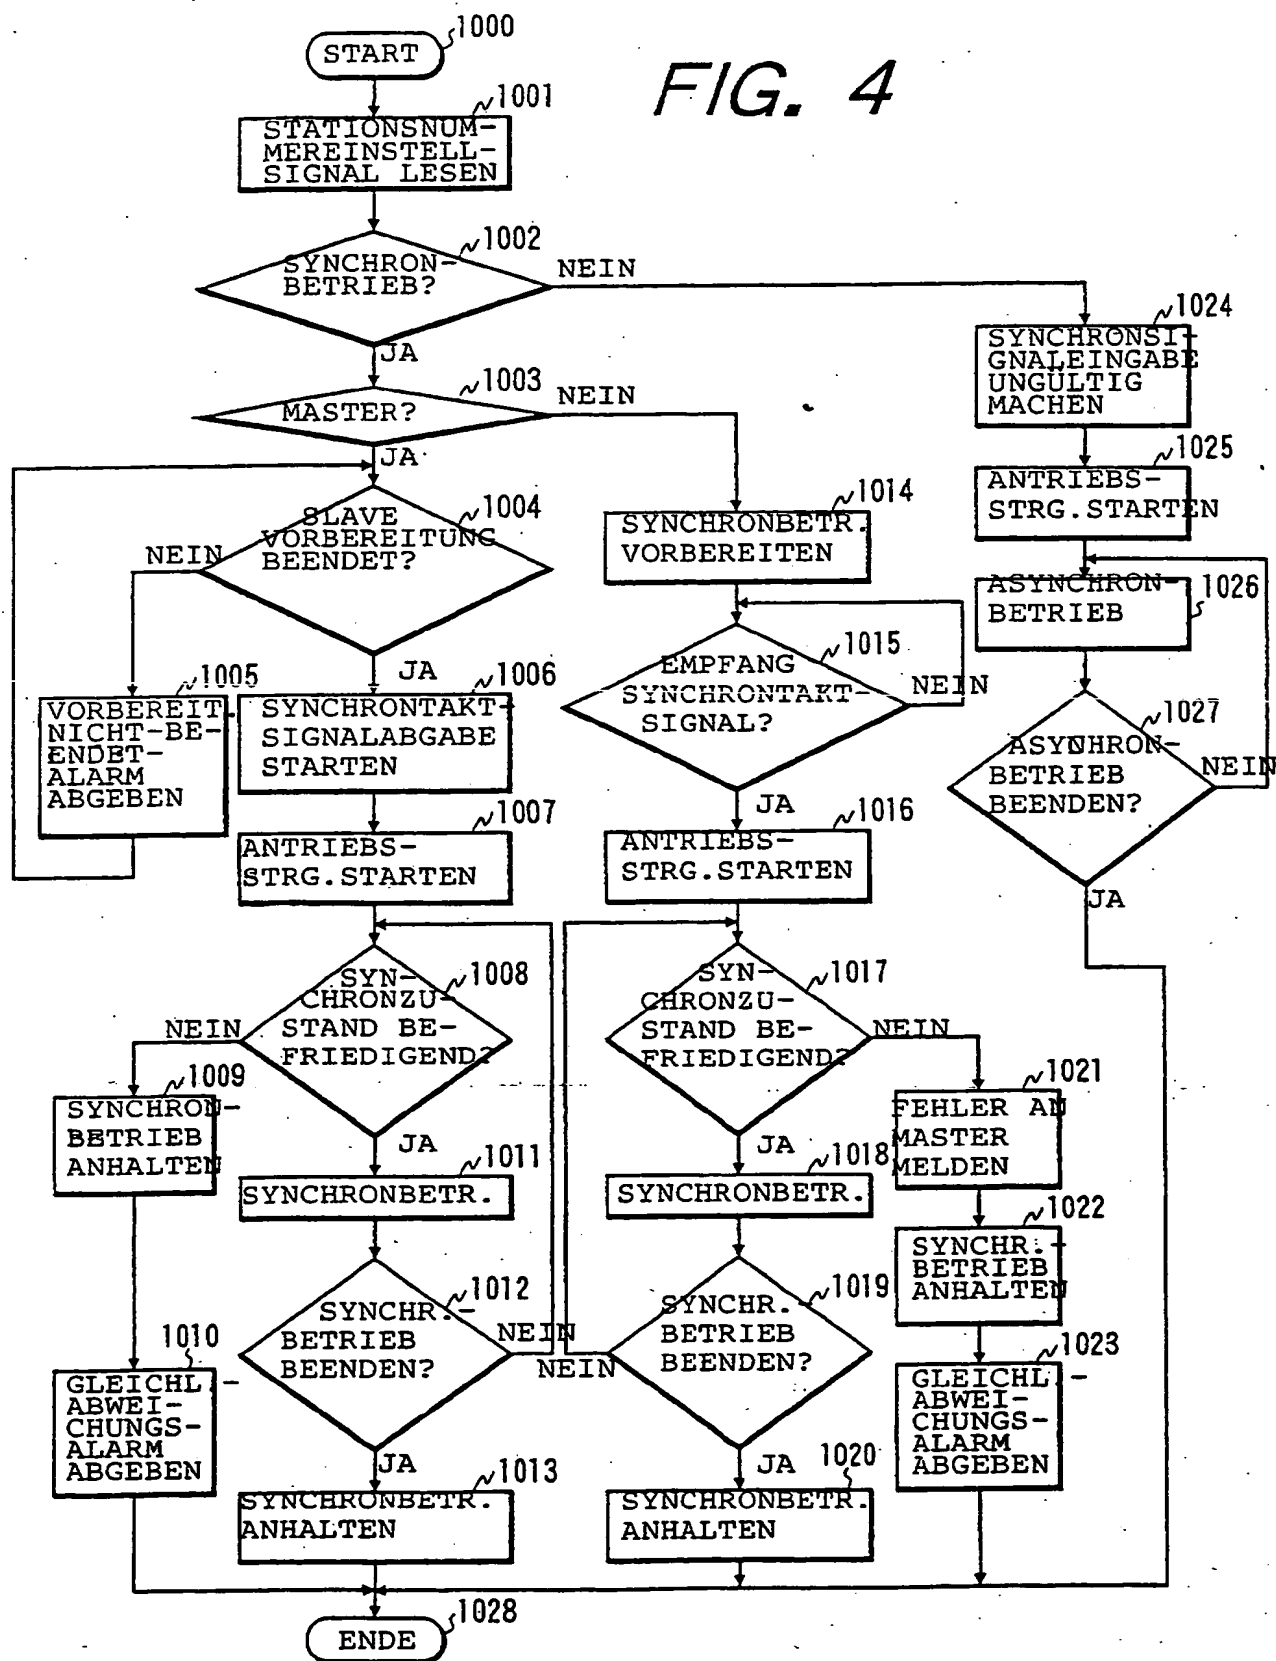 1000
START
FIG. 4
1001
STATIONSNUM-
MEREINSTELL-
SIGNAL LESEN
1002
SYNCHRON-
BETRIEB?
NEIN
JA
1003
MASTER?
NEIN
JA
1004
SLAVE
VORBEREITUNG
BEENDET?
NEIN
JA
1005
VORBEREIT.-
NICHT-BE-
ENDET-
ALARM
ABGEBEN
1006
SYNCHRONTAKT-
SIGNALABGABE
STARTEN
1007
ANTRIEBS-
STRG.STARTEN
1008
SYN-
CHRONZU-
STAND BE-
FRIEDIGEND?
NEIN
JA
1009
SYNCHRON-
BETRIEB
ANHALTEN
1010
GLEICHL.-
ABWEI-
CHUNGS-
ALARM
ABGEBEN
1011
SYNCHRONBETR.
1012
SYNCHR.-
BETRIEB
BEENDEN?
NEIN
JA
1013
SYNCHRONBETR.
ANHALTEN
1014
SYNCHRONBETR.
VORBEREITEN
1015
EMPFANG
SYNCHRONTAKT-
SIGNAL?
NEIN
JA
1016
ANTRIEBS-
STRG.STARTEN
1017
SYN-
CHRONZU-
STAND BE-
FRIEDIGEND?
NEIN
JA
1018
SYNCHRONBETR.
1019
SYNCHR.-
BETRIEB
BEENDEN?
NEIN
JA
1020
SYNCHRONBETR.
ANHALTEN
1021
FEHLER AN
MASTER
MELDEN
1022
SYNCHR.-
BETRIEB
ANHALTEN
1023
GLEICHL.-
ABWEI-
CHUNGS-
ALARM
ABGEBEN
1024
SYNCHRONSI-
GNALEINGABE
UNGÜLTIG
MACHEN
1025
ANTRIEBS-
STRG.STARTEN
1026
ASYNCHRON-
BETRIEB
1027
ASYNCHRON-
BETRIEB
BEENDEN?
NEIN
JA
1028
ENDE